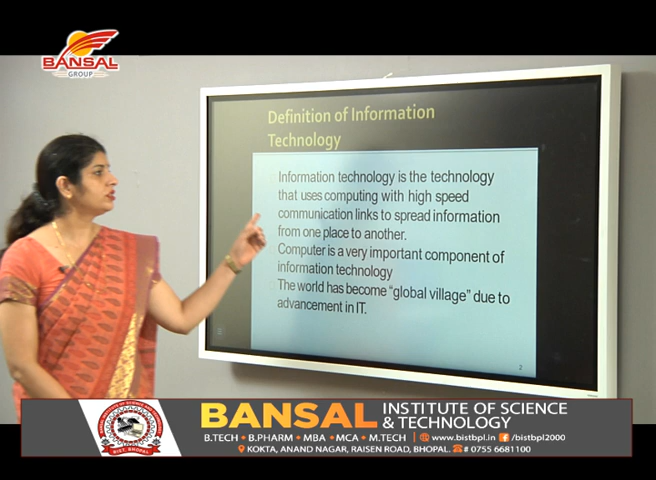 BANSAL
GROUP
Definition of Information
Technology
Information technology is the technology
that uses computing with high speed
communication links to spread information
from one place to another.
Computer is a very important component of
information technology
The world has become “global village” due to
advancement in IT.
2
BANSAL INSTITUTE OF SCIENCE
& TECHNOLOGY
B.TECH • B.PHARM • MBA • MCA • M.TECH | www.bistbpl.in /bistbpl2000
KOKTA, ANAND NAGAR, RAISEN ROAD, BHOPAL. # 0755 6681100
BIST, BHOPAL